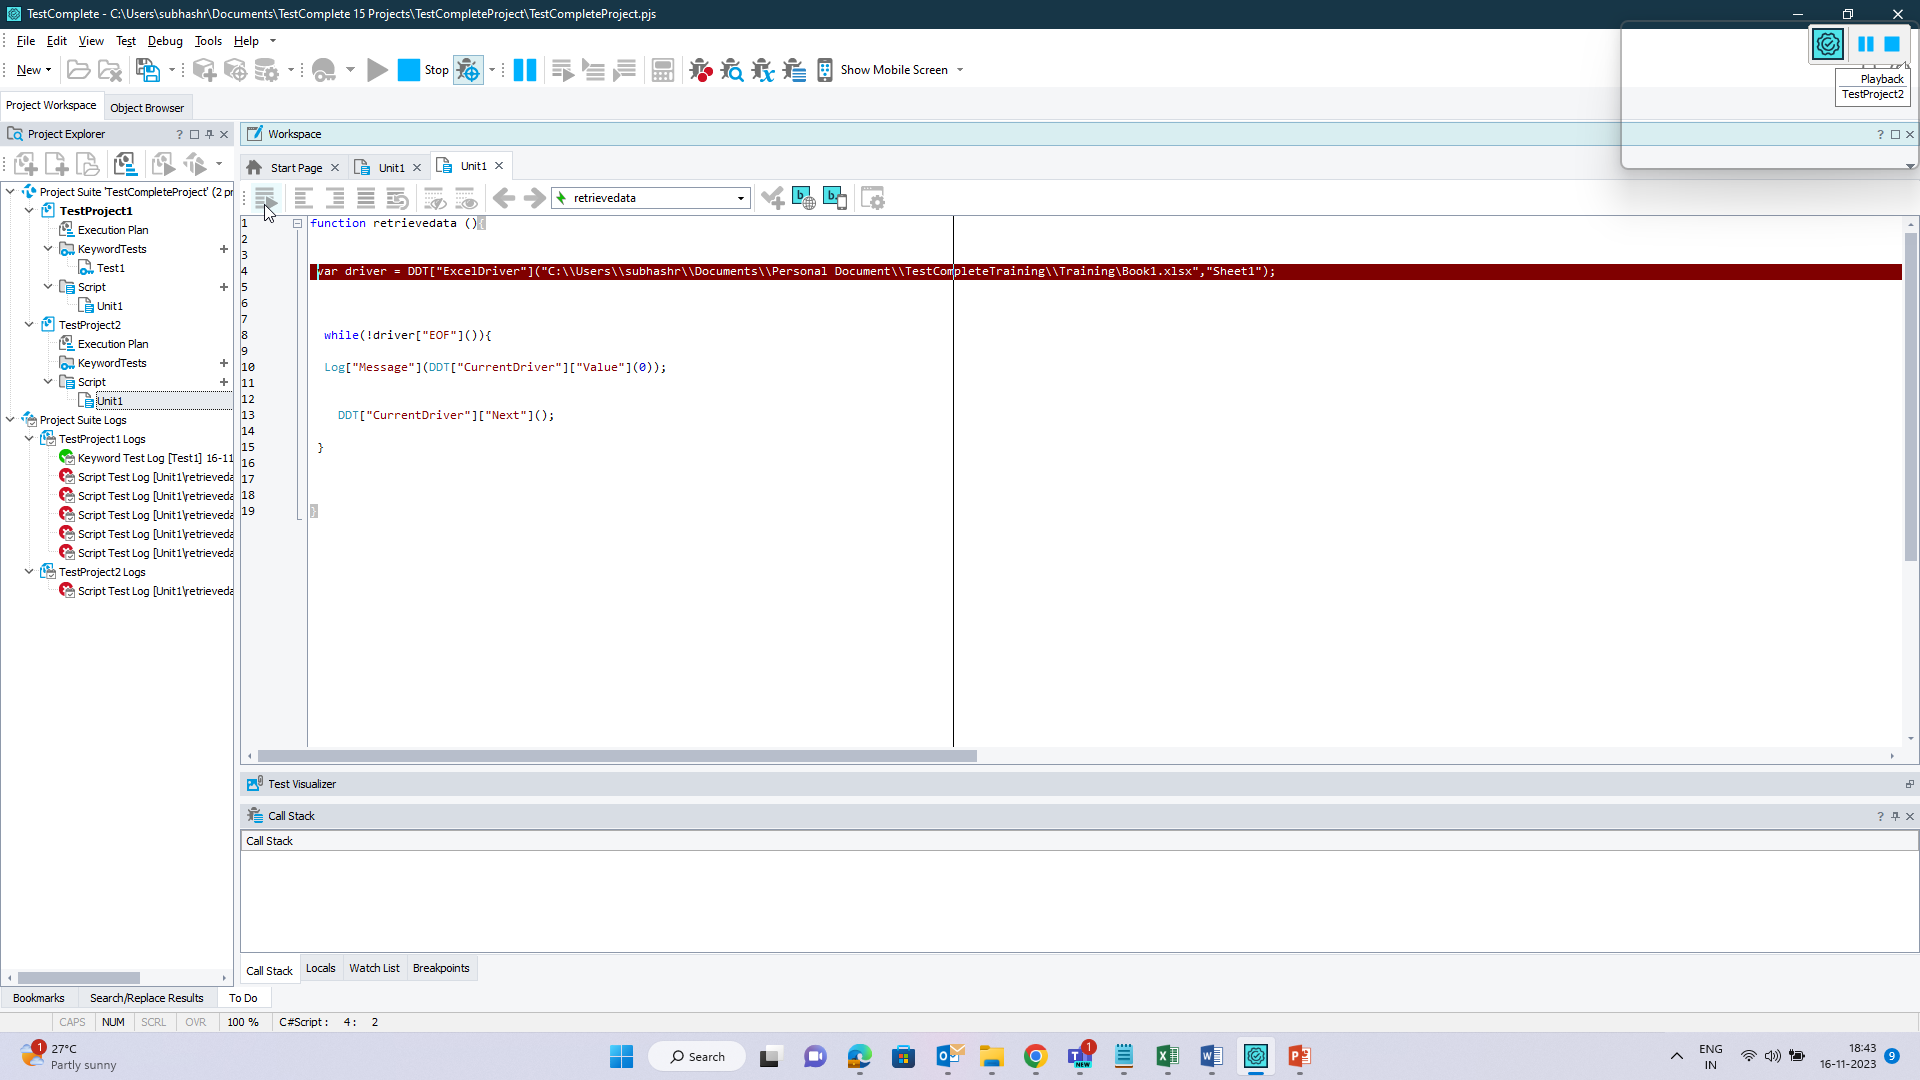 TestComplete - C:\Users\subhashr\Documents\TestComplete 15 Projects\TestCompleteProject\TestCompleteProject.pjs
File Edit View Test Debug Tools Help
New Stop Show Mobile Screen
Playback
TestProject2
Project Workspace Object Browser
Project Explorer
Workspace
Start Page Unit1 Unit1
retrievedata
Project Suite 'TestCompleteProject' (2 pr
TestProject1
Execution Plan
KeywordTests
Test1
Script
Unit1
TestProject2
Execution Plan
KeywordTests
Script
Unit1
Project Suite Logs
TestProject1 Logs
Keyword Test Log [Test1] 16-11
Script Test Log [Unit1\retrieveda
Script Test Log [Unit1\retrieveda
Script Test Log [Unit1\retrieveda
Script Test Log [Unit1\retrieveda
Script Test Log [Unit1\retrieveda
TestProject2 Logs
Script Test Log [Unit1\retrieveda
1 function retrievedata (){
2
3
4 var driver = DDT["ExcelDriver"]("C:\\Users\\subhashr\\Documents\\Personal Document\\TestCompleteTraining\\Training\Book1.xlsx","Sheet1");
5
6
7
8 while(!driver["EOF"]()){
9
10 Log["Message"](DDT["CurrentDriver"]["Value"](0));
11
12
13 DDT["CurrentDriver"]["Next"]();
14
15 }
16
17
18
19 }
Test Visualizer
Call Stack
Call Stack
Call Stack Locals Watch List Breakpoints
Bookmarks Search/Replace Results To Do
CAPS NUM SCRL OVR 100 % C#Script : 4 : 2
1 27°C
Partly sunny
Search
1
NEW
ENG
IN
18:43
16-11-2023
9